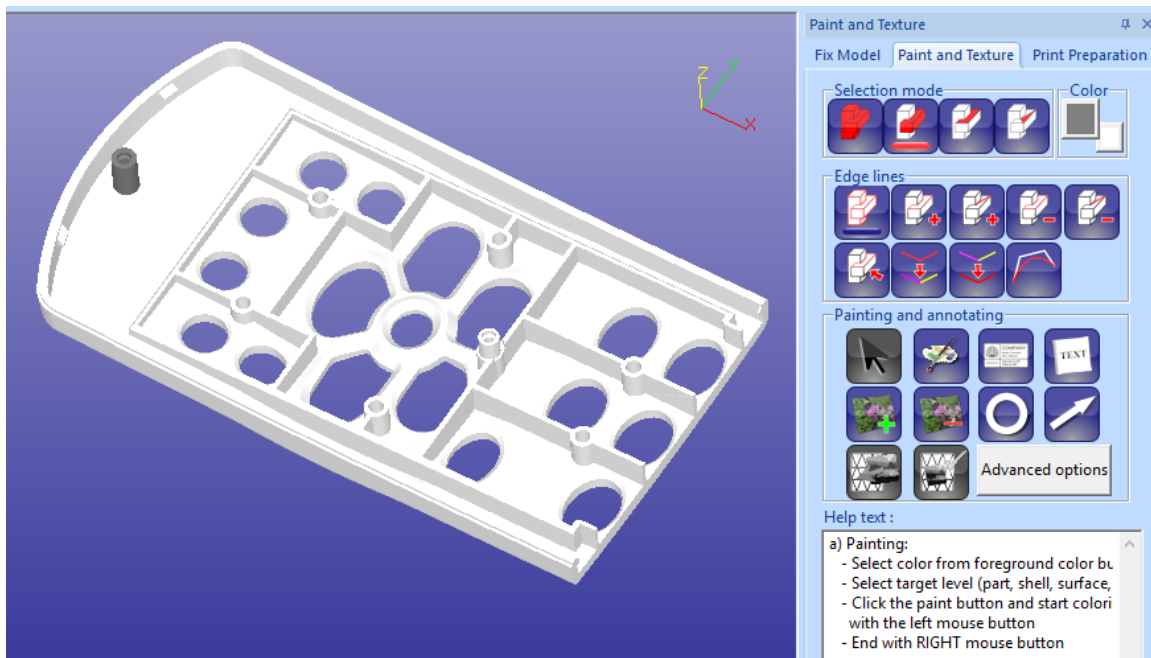 Paint and Texture
Fix Model Paint and Texture Print Preparation
Selection mode
Color
Edge lines
Painting and annotating
COMPANY
TEXT
Advanced options
Help text :
a) Painting:
- Select color from foreground color bu
- Select target level (part, shell, surface,
- Click the paint button and start colori
with the left mouse button
- End with RIGHT mouse button
Z
Y
X